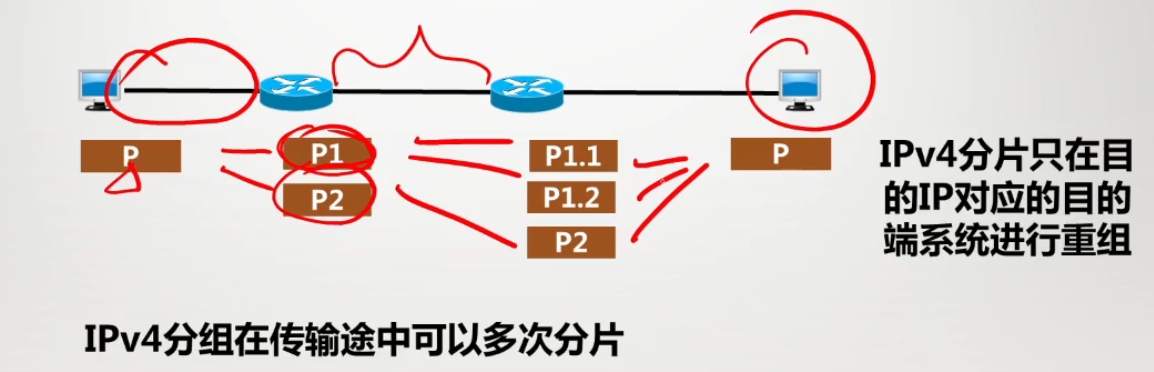 P
P1
P2
P1.1
P1.2
P2
P
IPv4分片只在目
的IP对应的目的
端系统进行重组
IPv4分组在传输途中可以多次分片